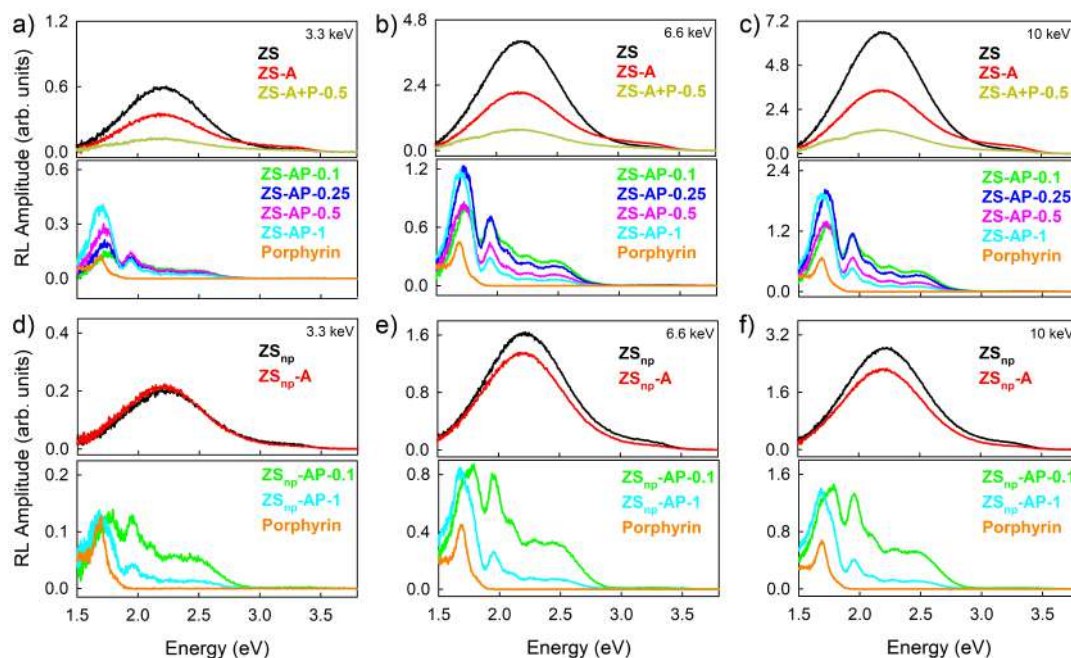 a)
1.2
0.6
0.0
3.3 keV
ZS
ZS-A
ZS-A+P-0.5
b)
4.8
2.4
0.0
6.6 keV
ZS
ZS-A
ZS-A+P-0.5
c)
7.2
4.8
2.4
0.0
10 keV
ZS
ZS-A
ZS-A+P-0.5
RL Amplitude (arb. units)
0.6
0.3
0.0
ZS-AP-0.1
ZS-AP-0.25
ZS-AP-0.5
ZS-AP-1
Porphyrin
1.2
0.6
0.0
ZS-AP-0.1
ZS-AP-0.25
ZS-AP-0.5
ZS-AP-1
Porphyrin
2.4
1.2
0.0
ZS-AP-0.1
ZS-AP-0.25
ZS-AP-0.5
ZS-AP-1
Porphyrin
d)
0.4
0.2
0.0
3.3 keV
ZSnp
ZSnp-A
e)
1.6
0.8
0.0
6.6 keV
ZSnp
ZSnp-A
f)
3.2
1.6
0.0
10 keV
ZSnp
ZSnp-A
RL Amplitude (arb. units)
0.2
0.1
0.0
ZSnp-AP-0.1
ZSnp-AP-1
Porphyrin
0.8
0.4
0.0
ZSnp-AP-0.1
ZSnp-AP-1
Porphyrin
1.6
0.8
0.0
ZSnp-AP-0.1
ZSnp-AP-1
Porphyrin
1.5 2.0 2.5 3.0 3.5
1.5 2.0 2.5 3.0 3.5
1.5 2.0 2.5 3.0 3.5
Energy (eV)
Energy (eV)
Energy (eV)